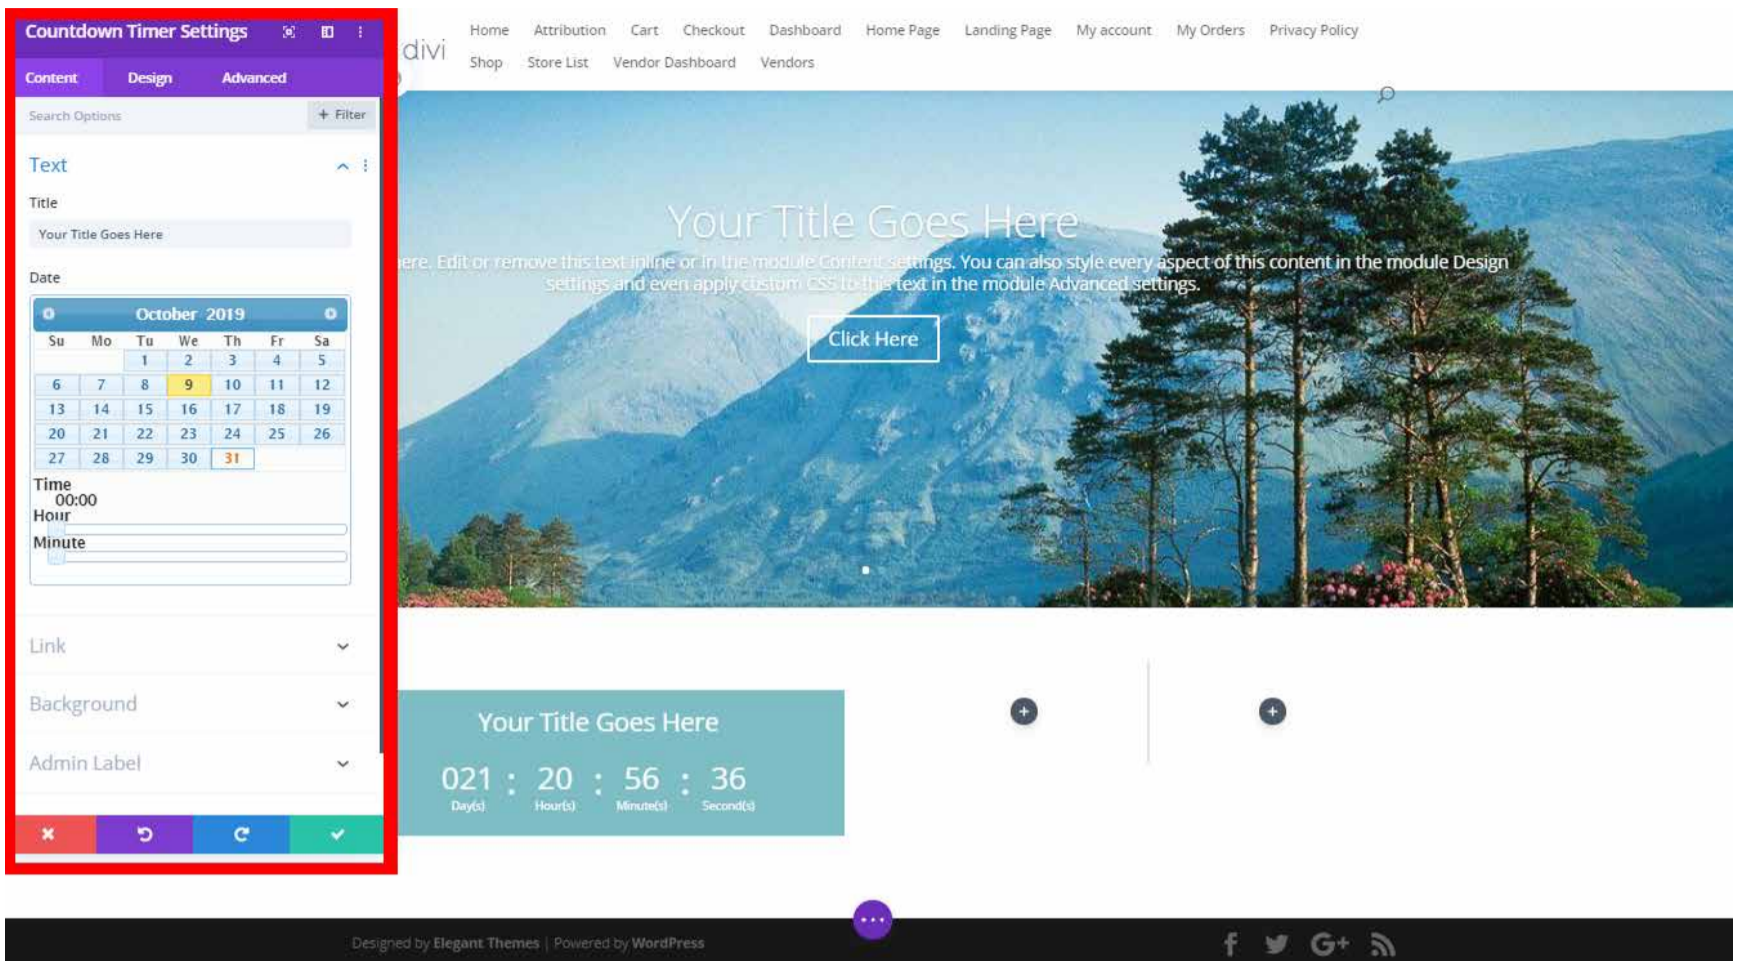 Countdown Timer Settings
Content Design Advanced
Search Options + Filter
Text
Title
Your Title Goes Here
Date
October 2019
Su Mo Tu We Th Fr Sa
1 2 3 4 5
6 7 8 9 10 11 12
13 14 15 16 17 18 19
20 21 22 23 24 25 26
27 28 29 30 31
Time
00:00
Hour
Minute
Link
Background
Admin Label
divi
Home Attribution Cart Checkout Dashboard Home Page Landing Page My account My Orders Privacy Policy
Shop Store List Vendor Dashboard Vendors
Your Title Goes Here
ere. Edit or remove this text inline or in the module Content settings. You can also style every aspect of this content in the module Design
settings and even apply custom CSS to this text in the module Advanced settings.
Click Here
Your Title Goes Here
021 : 20 : 56 : 36
Day(s) Hour(s) Minute(s) Second(s)
Designed by Elegant Themes | Powered by WordPress